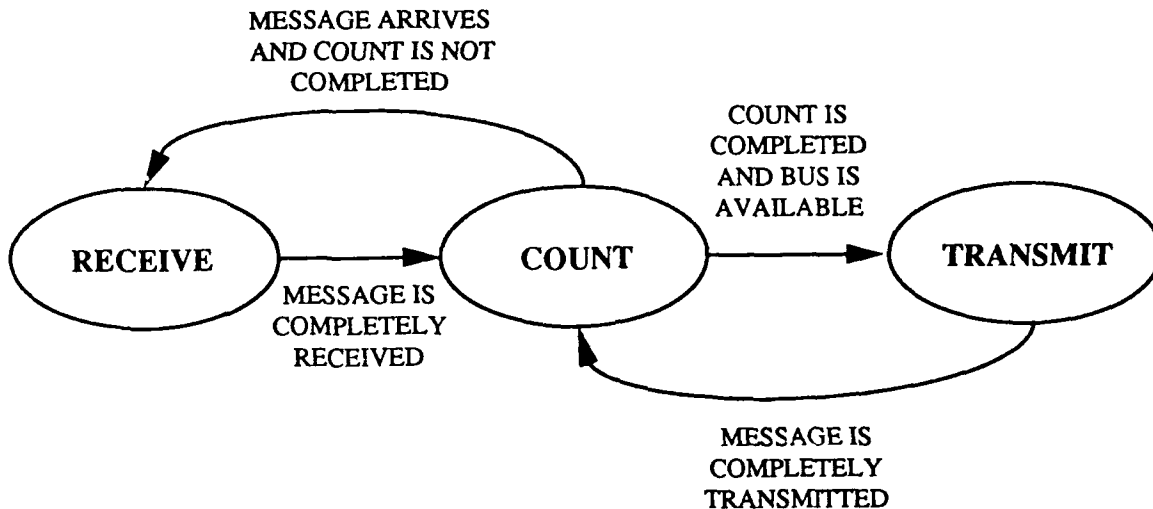 MESSAGE ARRIVES
AND COUNT IS NOT
COMPLETED
COUNT IS
COMPLETED
AND BUS IS
AVAILABLE
RECEIVE
COUNT
TRANSMIT
MESSAGE IS
COMPLETELY
RECEIVED
MESSAGE IS
COMPLETELY
TRANSMITTED